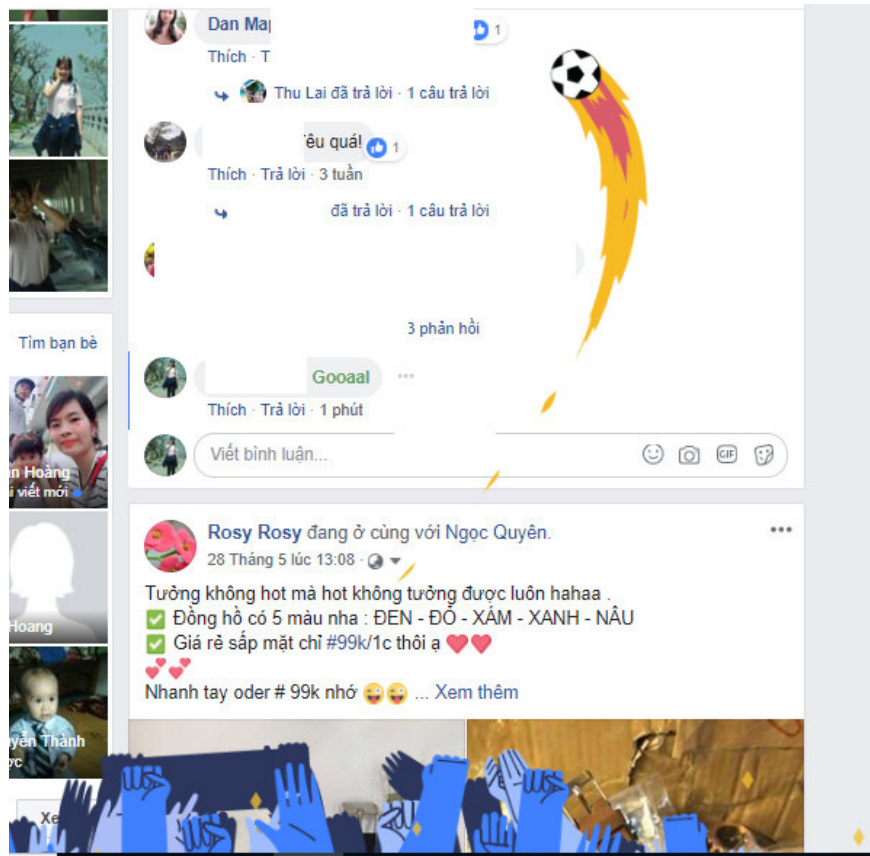 Dan Ma
1
Thích · T
Thu Lai đã trả lời · 1 câu trả lời
êu quá!
1
Thích · Trả lời · 3 tuần
đã trả lời · 1 câu trả lời
3 phản hồi
Tìm bạn bè
Gooaal
Thích · Trả lời · 1 phút
Viết bình luận...
GIF
n Hoàng
viết mới
Rosy Rosy đang ở cùng với Ngọc Quyên.
28 Tháng 5 lúc 13:08 ·
Tưởng không hot mà hot không tưởng được luôn hahaa .
✅ Đồng hồ có 5 màu nha : ĐEN - ĐỎ - XÁM - XANH - NÂU
Hoang
✅ Giá rẻ sấp mặt chỉ #99k/1c thôi ạ ❤️❤️
💕💕
Nhanh tay oder # 99k nhớ 😜😜 ... Xem thêm
yễn Thành
ợc
Xe